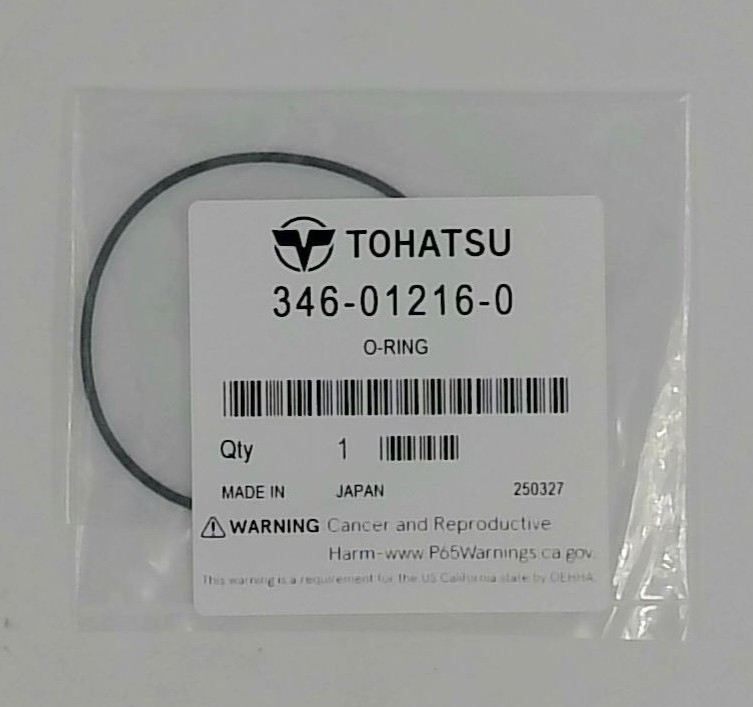 TOHATSU
346-01216-0
O-RING
Qty 1
MADE IN JAPAN 250327
⚠ WARNING Cancer and Reproductive
Harm-www.P65Warnings.ca.gov.
This warning is a requirement for the US California state by OEHHA.